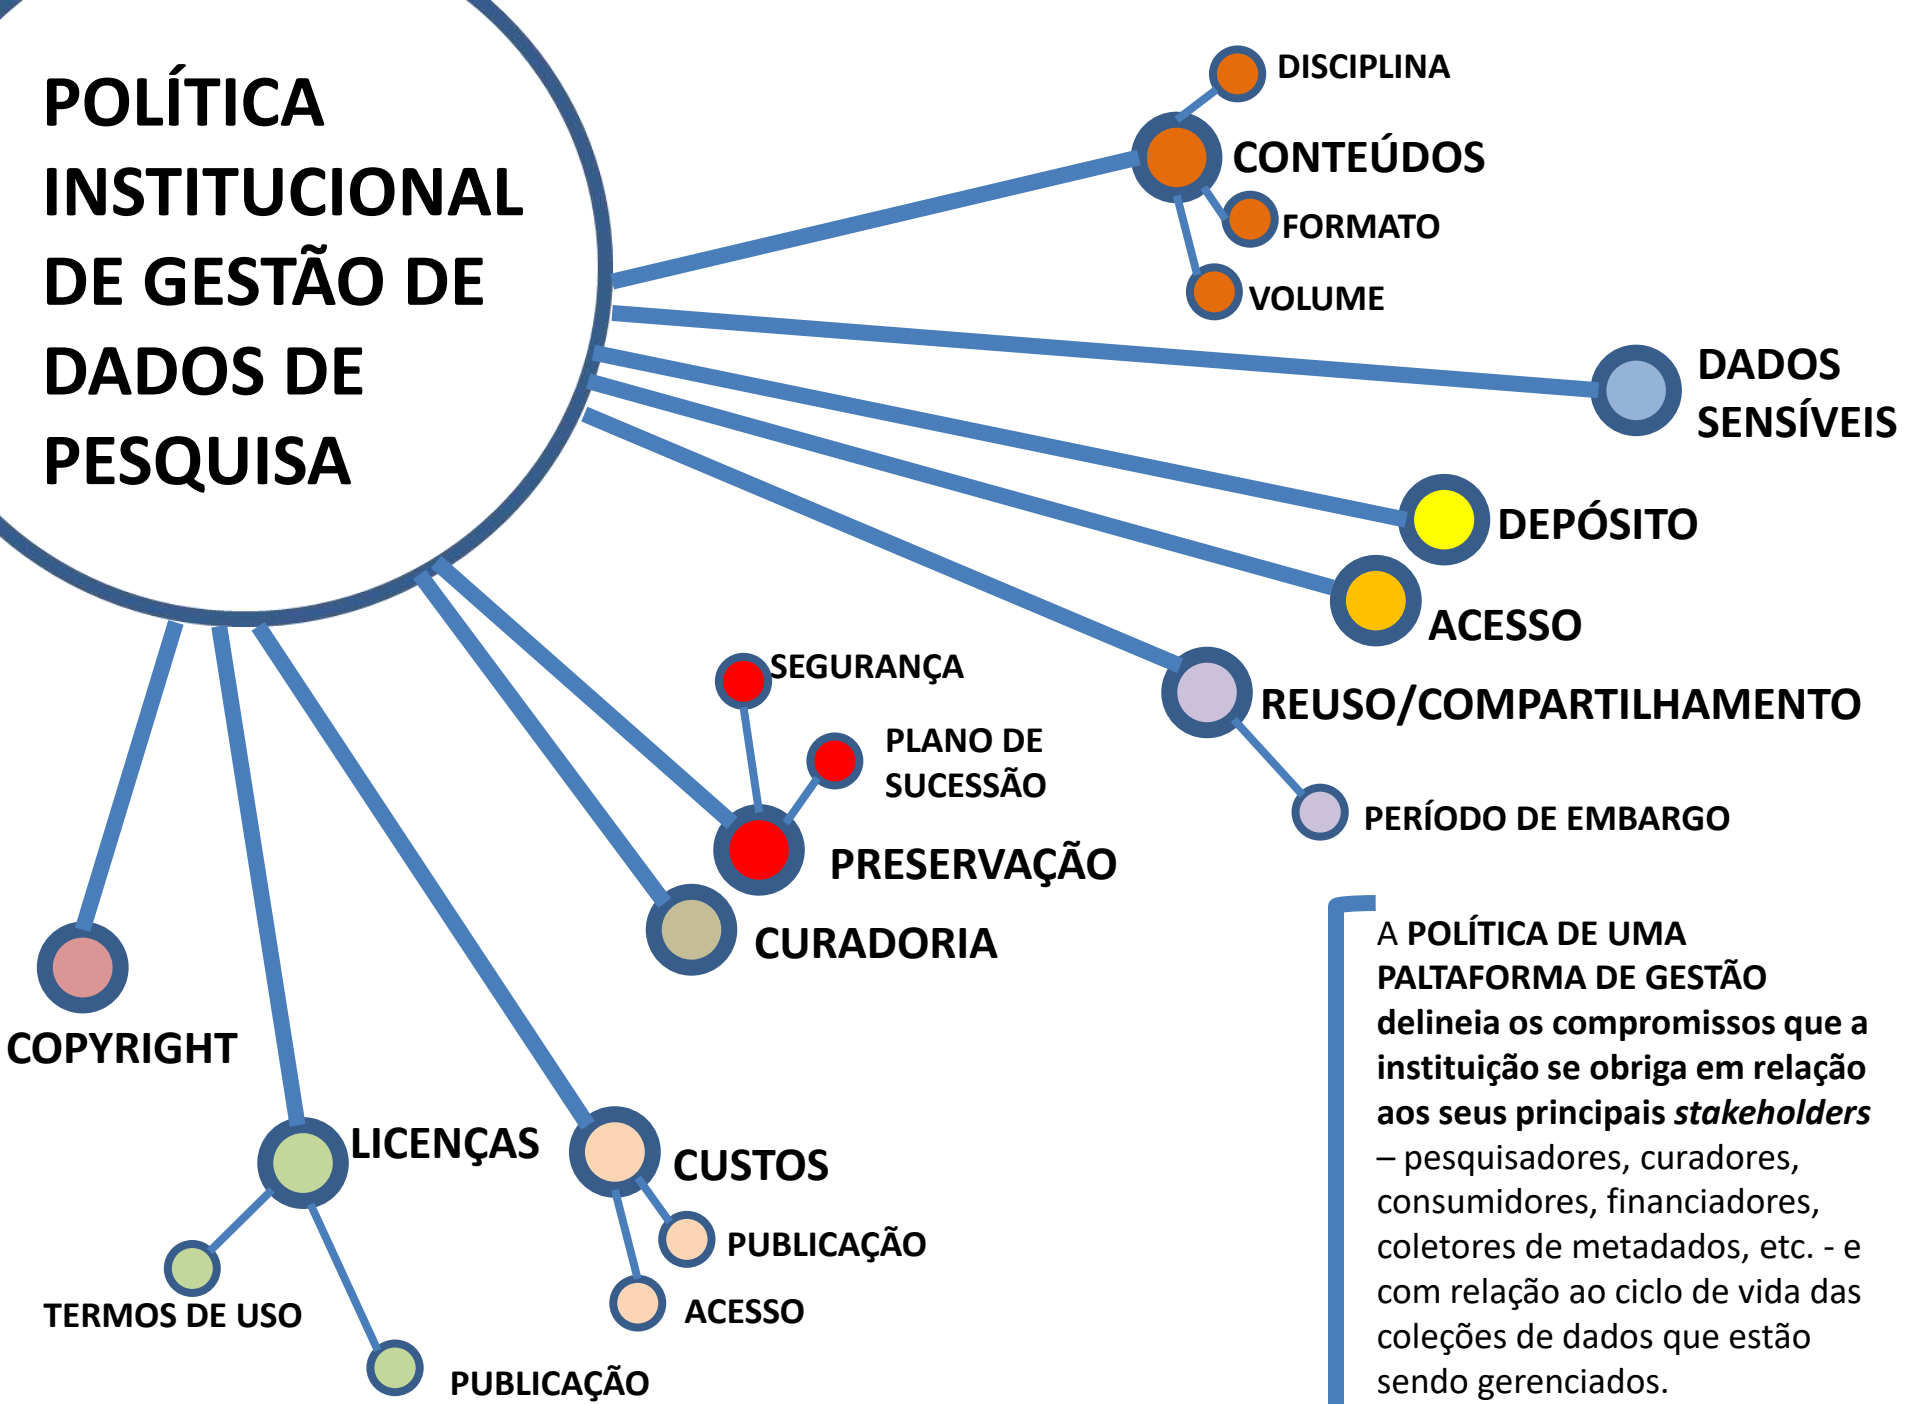 POLÍTICA
INSTITUCIONAL
DE GESTÃO DE
DADOS DE
PESQUISA
DISCIPLINA
CONTEÚDOS
FORMATO
VOLUME
DADOS
SENSÍVEIS
DEPÓSITO
ACESSO
REUSO/COMPARTILHAMENTO
PERÍODO DE EMBARGO
SEGURANÇA
PLANO DE
SUCESSÃO
PRESERVAÇÃO
CURADORIA
COPYRIGHT
LICENÇAS
TERMOS DE USO
PUBLICAÇÃO
CUSTOS
PUBLICAÇÃO
ACESSO
A POLÍTICA DE UMA
PALTAFORMA DE GESTÃO
delineia os compromissos que a
instituição se obriga em relação
aos seus principais stakeholders
– pesquisadores, curadores,
consumidores, financiadores,
coletores de metadados, etc. - e
com relação ao ciclo de vida das
coleções de dados que estão
sendo gerenciados.